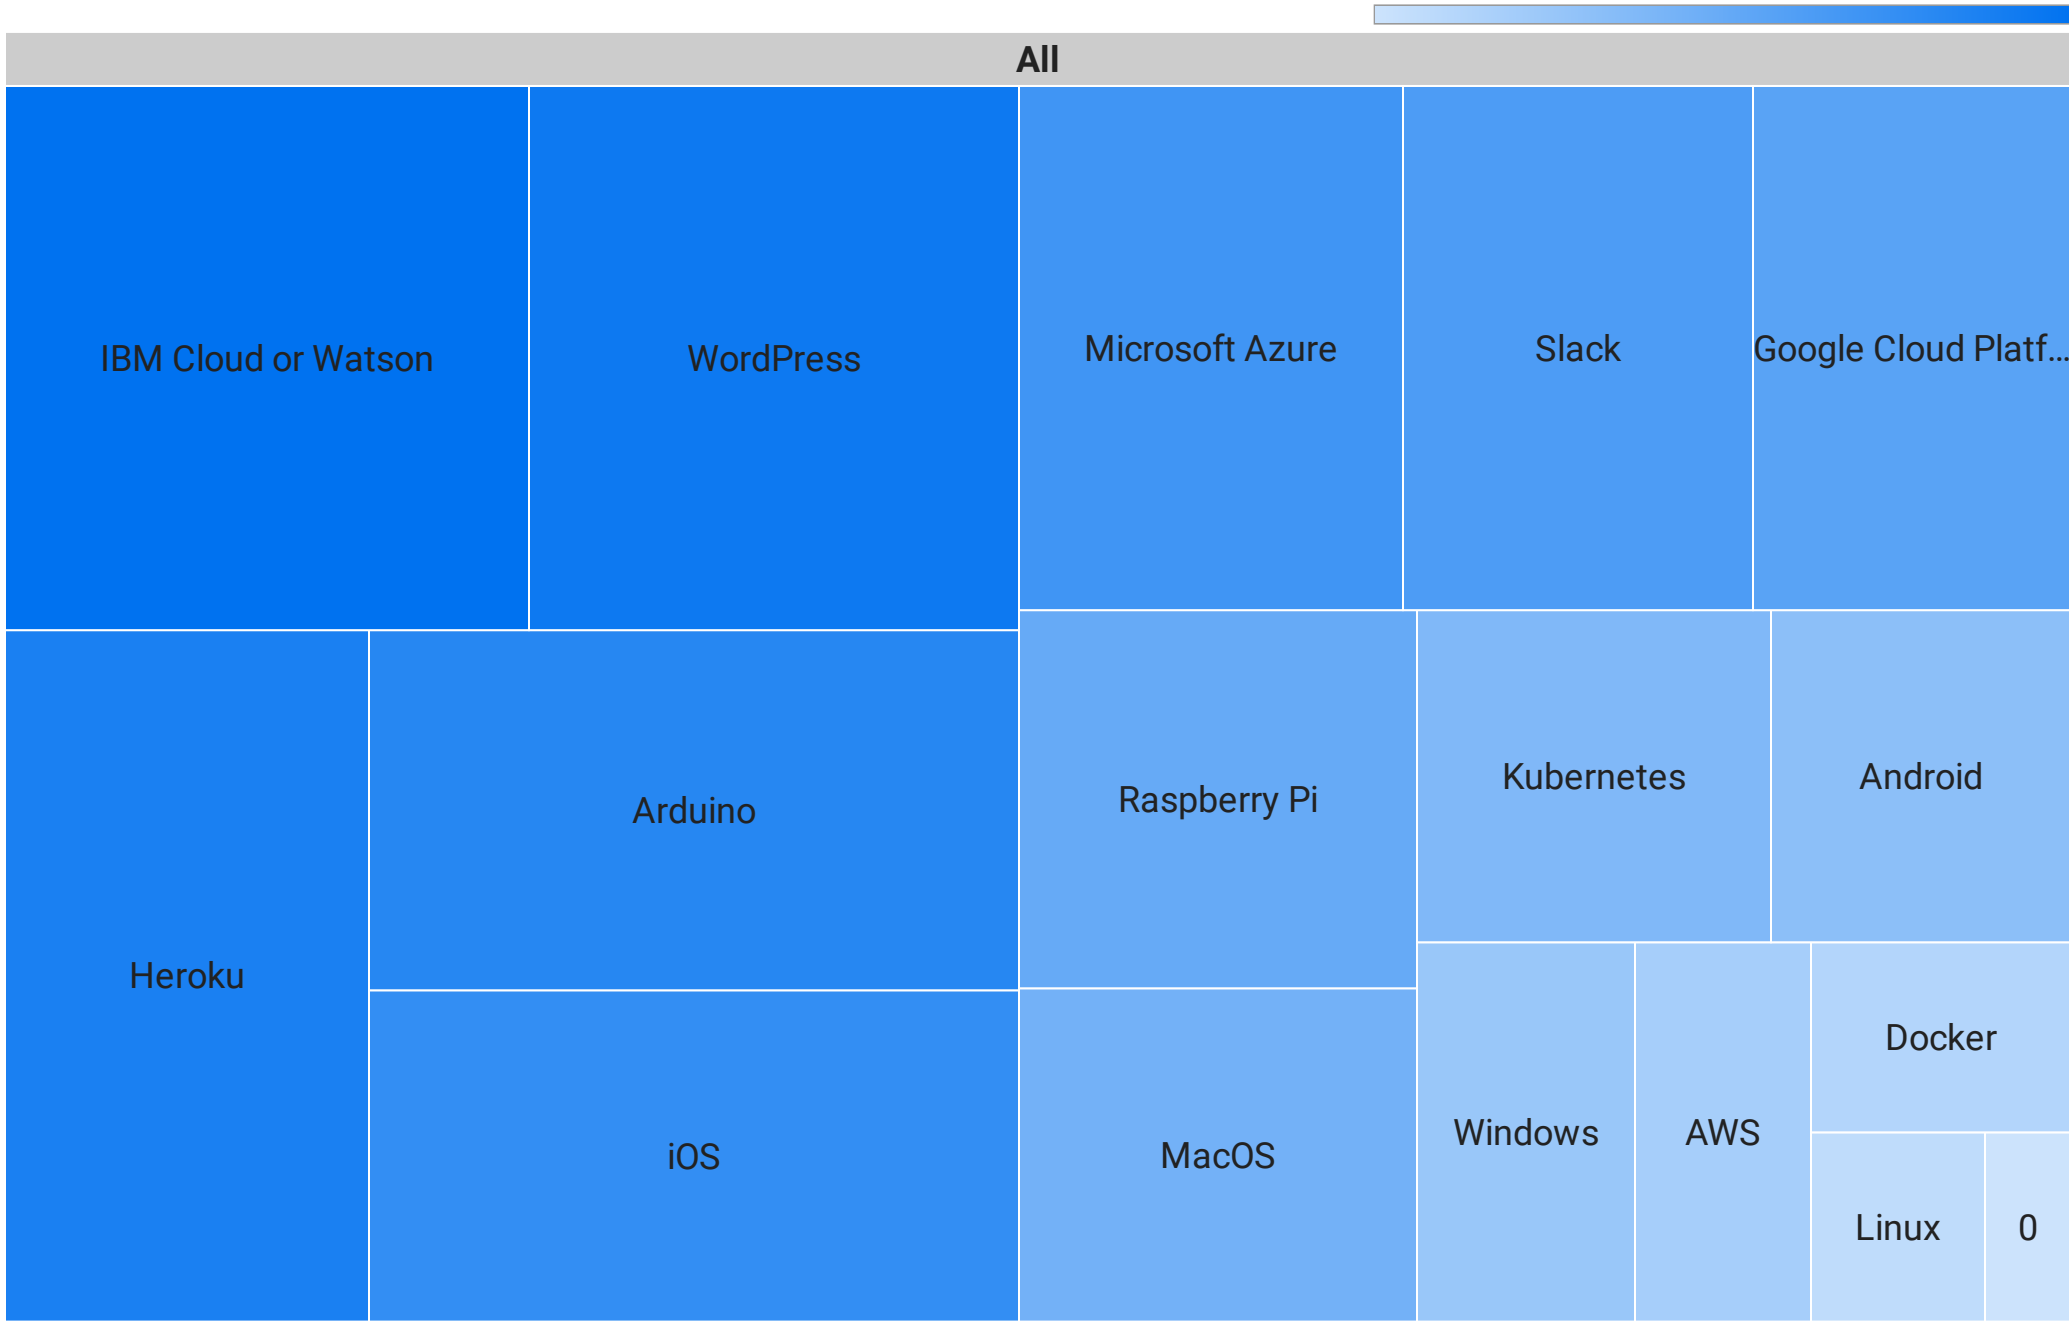 All
IBM Cloud or Watson
WordPress
Microsoft Azure
Slack
Google Cloud Platf...
Heroku
Arduino
iOS
Raspberry Pi
Kubernetes
Android
MacOS
Windows
AWS
Docker
Linux
0